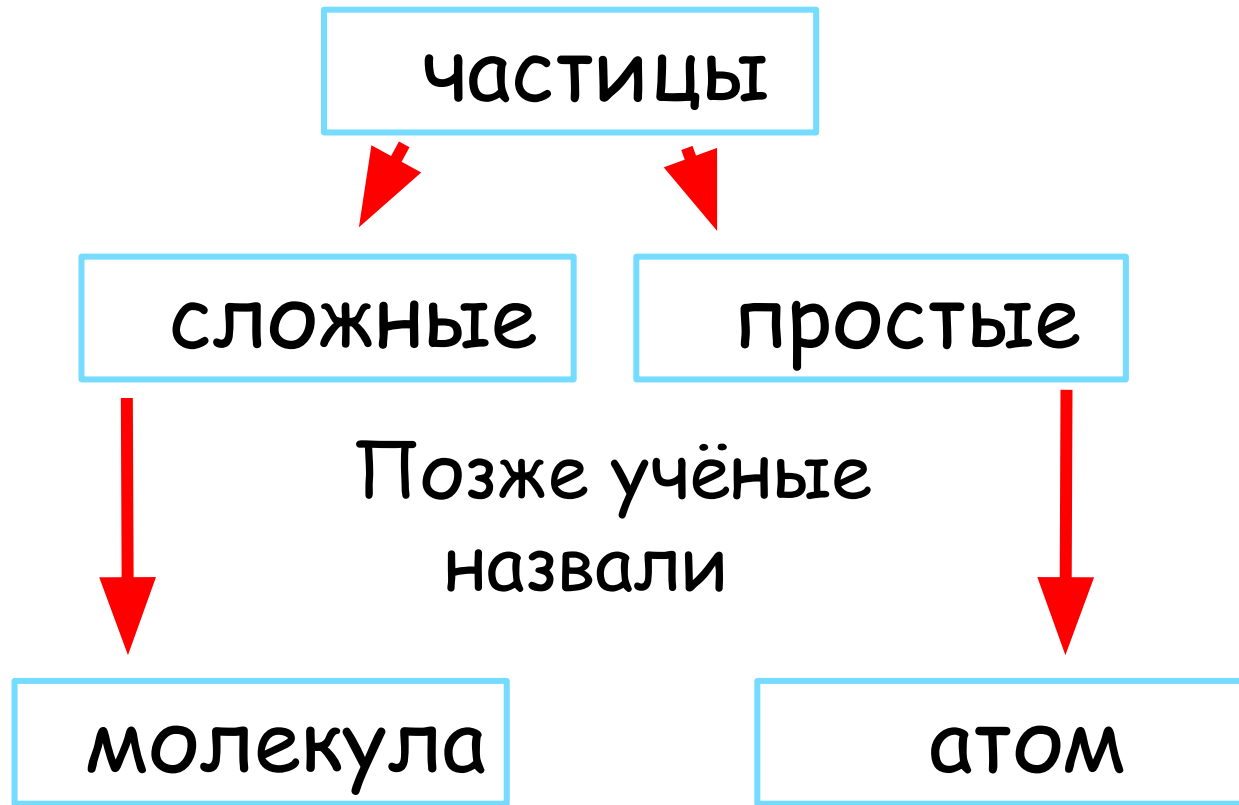 частицы
сложные
простые
Позже учёные
назвали
молекула
атом